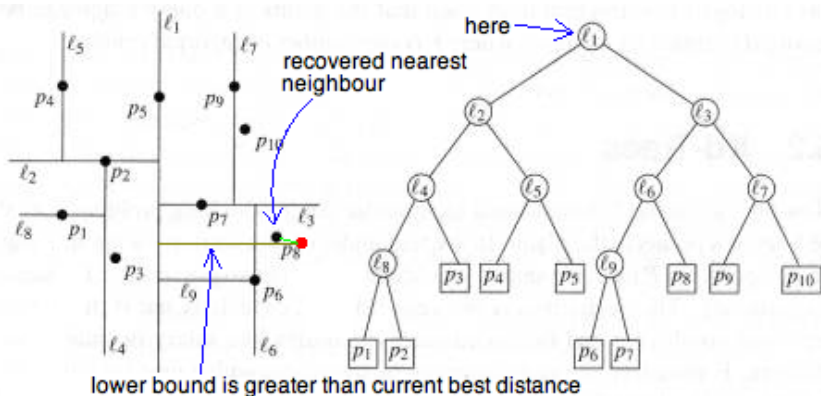 here
recovered nearest
neighbour
ℓ1
ℓ5
ℓ7
p4
p5
p9
p10
ℓ2
p2
p7
ℓ3
ℓ8
p1
p8
p3
ℓ9
p6
ℓ4
ℓ6
lower bound is greater than current best distance
ℓ1
ℓ2
ℓ3
ℓ4
ℓ5
ℓ6
ℓ7
ℓ8
p3
p4
p5
ℓ9
p8
p9
p10
p1
p2
p6
p7